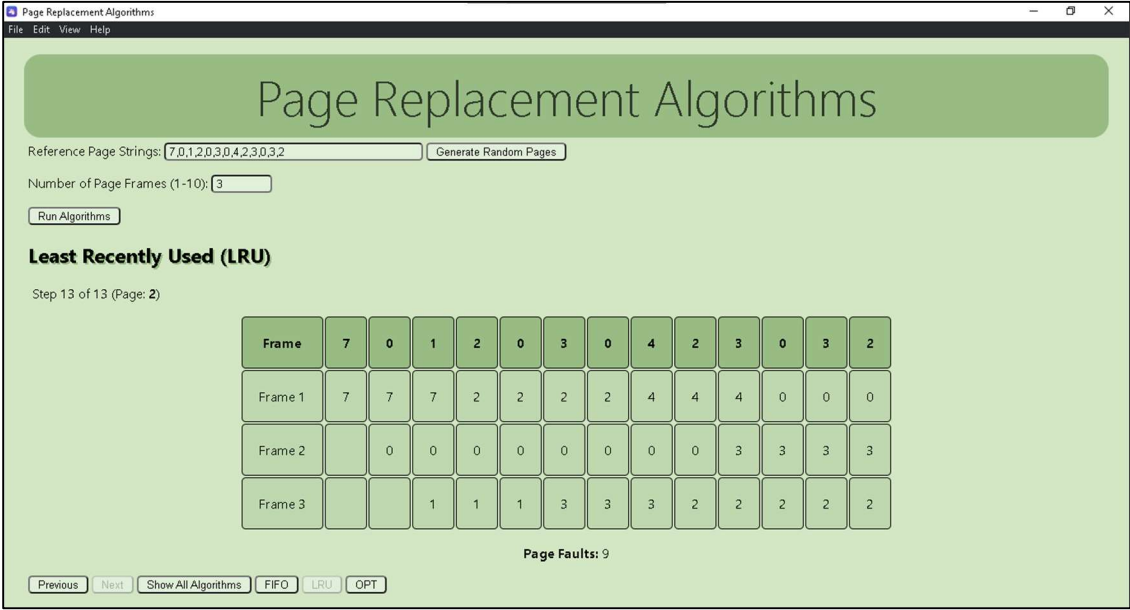 Page Replacement Algorithms
File Edit View Help
Page Replacement Algorithms
Reference Page Strings: 7,0,1,2,0,3,0,4,2,3,0,3,2 Generate Random Pages
Number of Page Frames (1-10): 3
Run Algorithms
Least Recently Used (LRU)
Step 13 of 13 (Page: 2)
Frame 7 0 1 2 0 3 0 4 2 3 0 3 2
Frame 1 7 7 7 2 2 2 2 4 4 4 0 0 0
Frame 2 0 0 0 0 0 0 0 0 3 3 3 3
Frame 3 1 1 1 3 3 3 2 2 2 2 2
Page Faults: 9
Previous Next Show All Algorithms FIFO LRU OPT